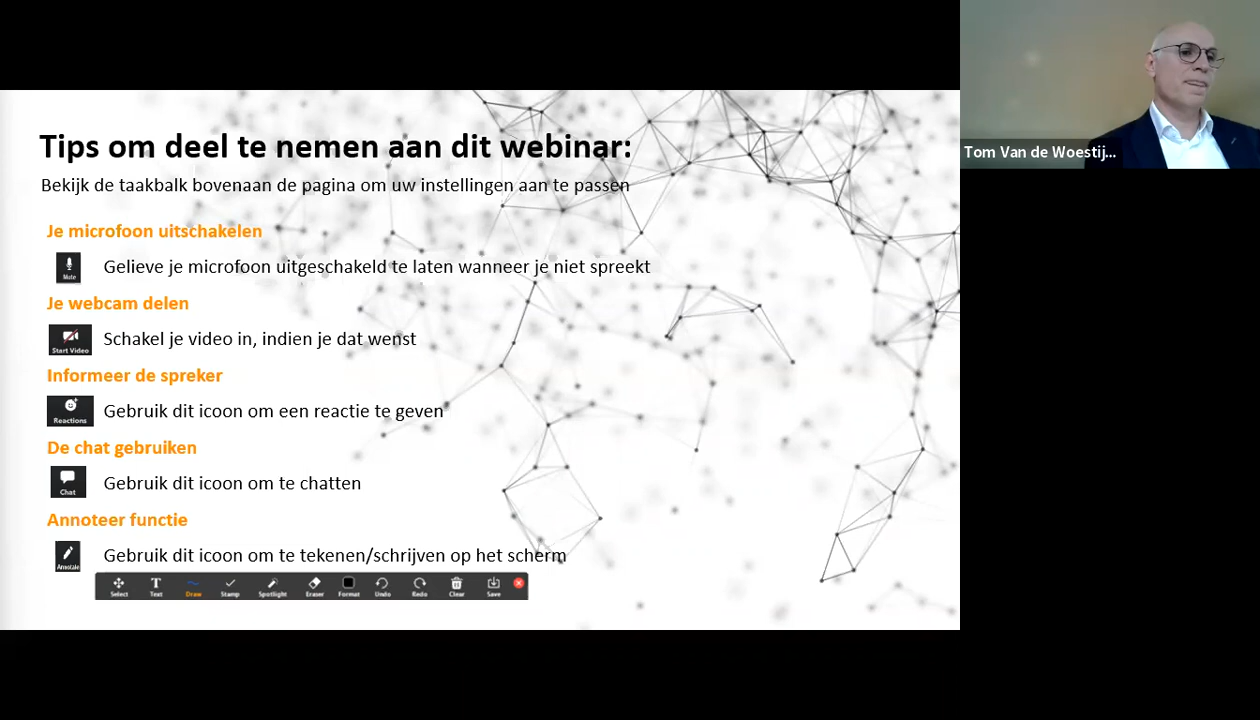 Tips om deel te nemen aan dit webinar:
Bekijk de taakbalk bovenaan de pagina om uw instellingen aan te passen
Je microfoon uitschakelen
Mute
Gelieve je microfoon uitgeschakeld te laten wanneer je niet spreekt
Je webcam delen
Start Video
Schakel je video in, indien je dat wenst
Informeer de spreker
Reactions
Gebruik dit icoon om een reactie te geven
De chat gebruiken
Chat
Gebruik dit icoon om te chatten
Annoteer functie
Annotate
Gebruik dit icoon om te tekenen/schrijven op het scherm
Select Text Draw Stamp Spotlight Eraser Format Undo Redo Clear Save
Tom Van de Woestij...